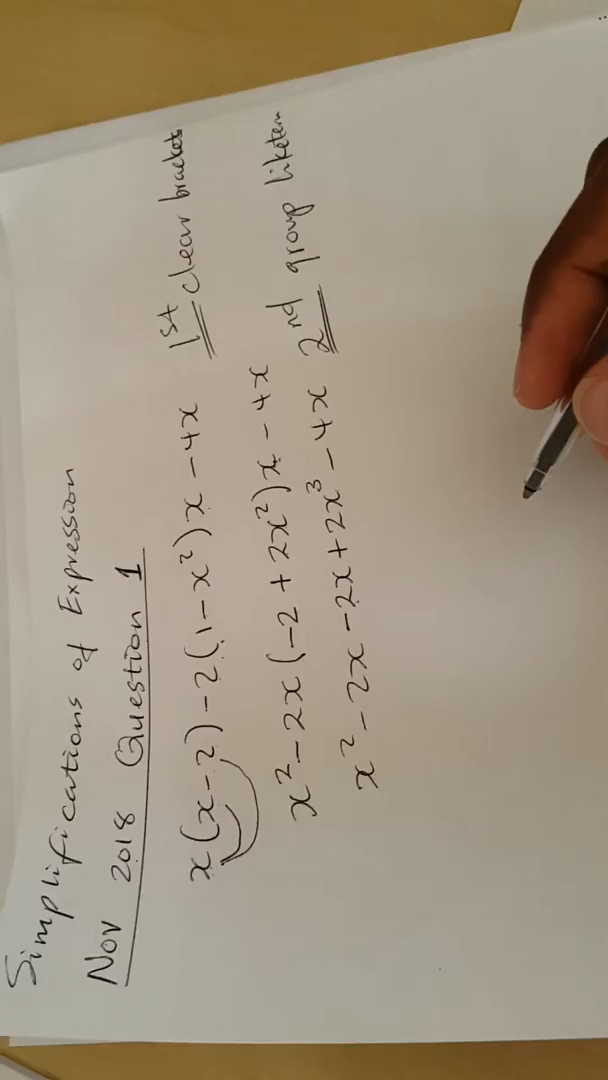 Simplifications of Expression
Nov 2018 Question 1
x(x-2)-2(1-x²)x-4x 1st clear brackets
x²-2x(-2+2x²)x-4x 2nd group liketem
x²-2x-2x+2x³-4x